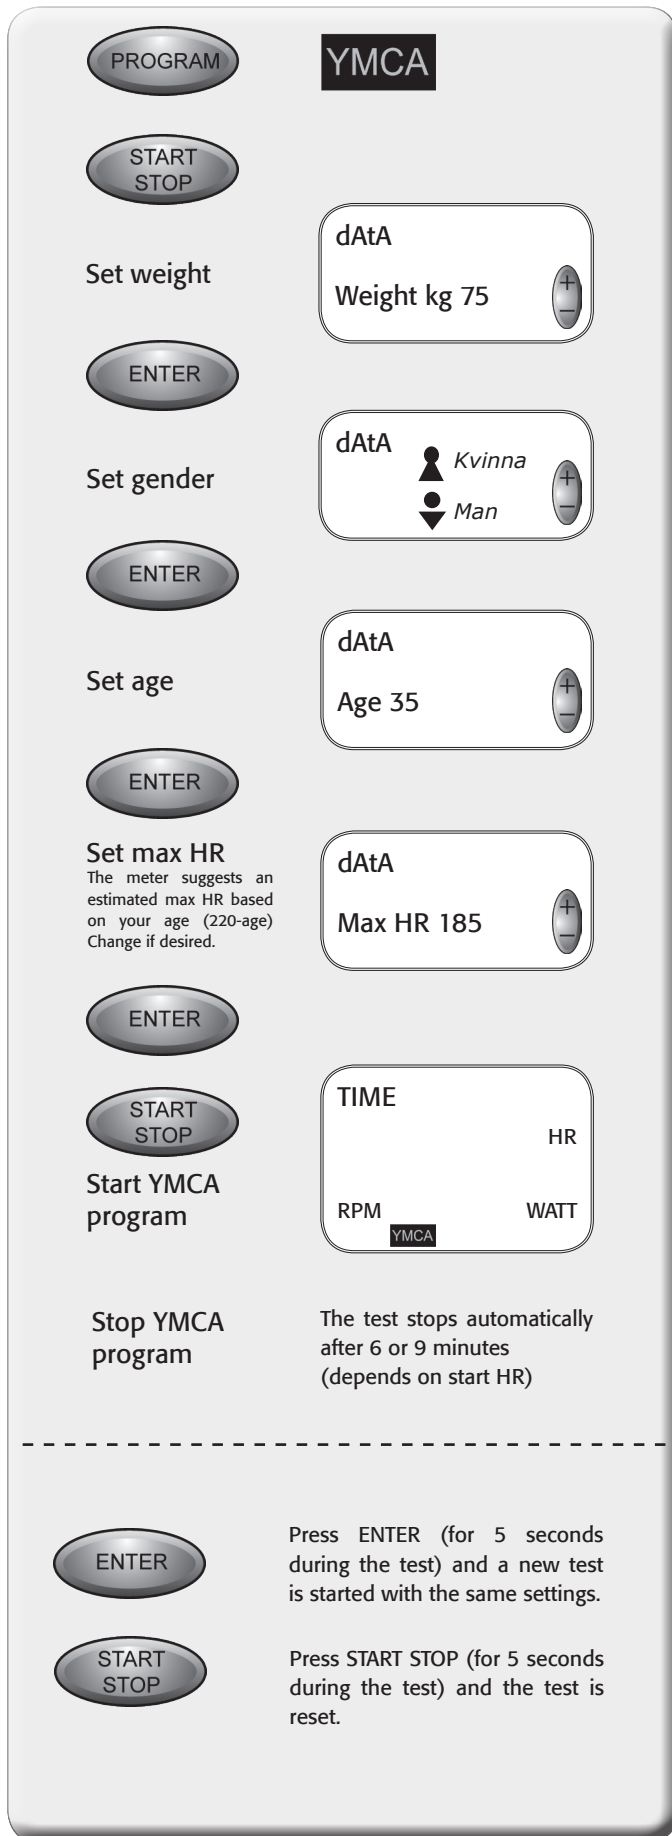 PROGRAM
YMCA
START
STOP
Set weight
dAtA
Weight kg 75
+
–
ENTER
Set gender
dAtA
Kvinna
Man
+
–
ENTER
Set age
dAtA
Age 35
+
–
ENTER
Set max HR
The meter suggests an
estimated max HR based
on your age (220-age)
Change if desired.
dAtA
Max HR 185
+
–
ENTER
START
STOP
Start YMCA
program
TIME
HR
RPM
WATT
YMCA
Stop YMCA
program
The test stops automatically
after 6 or 9 minutes
(depends on start HR)
ENTER
Press ENTER (for 5 seconds
during the test) and a new test
is started with the same settings.
START
STOP
Press START STOP (for 5 seconds
during the test) and the test is
reset.